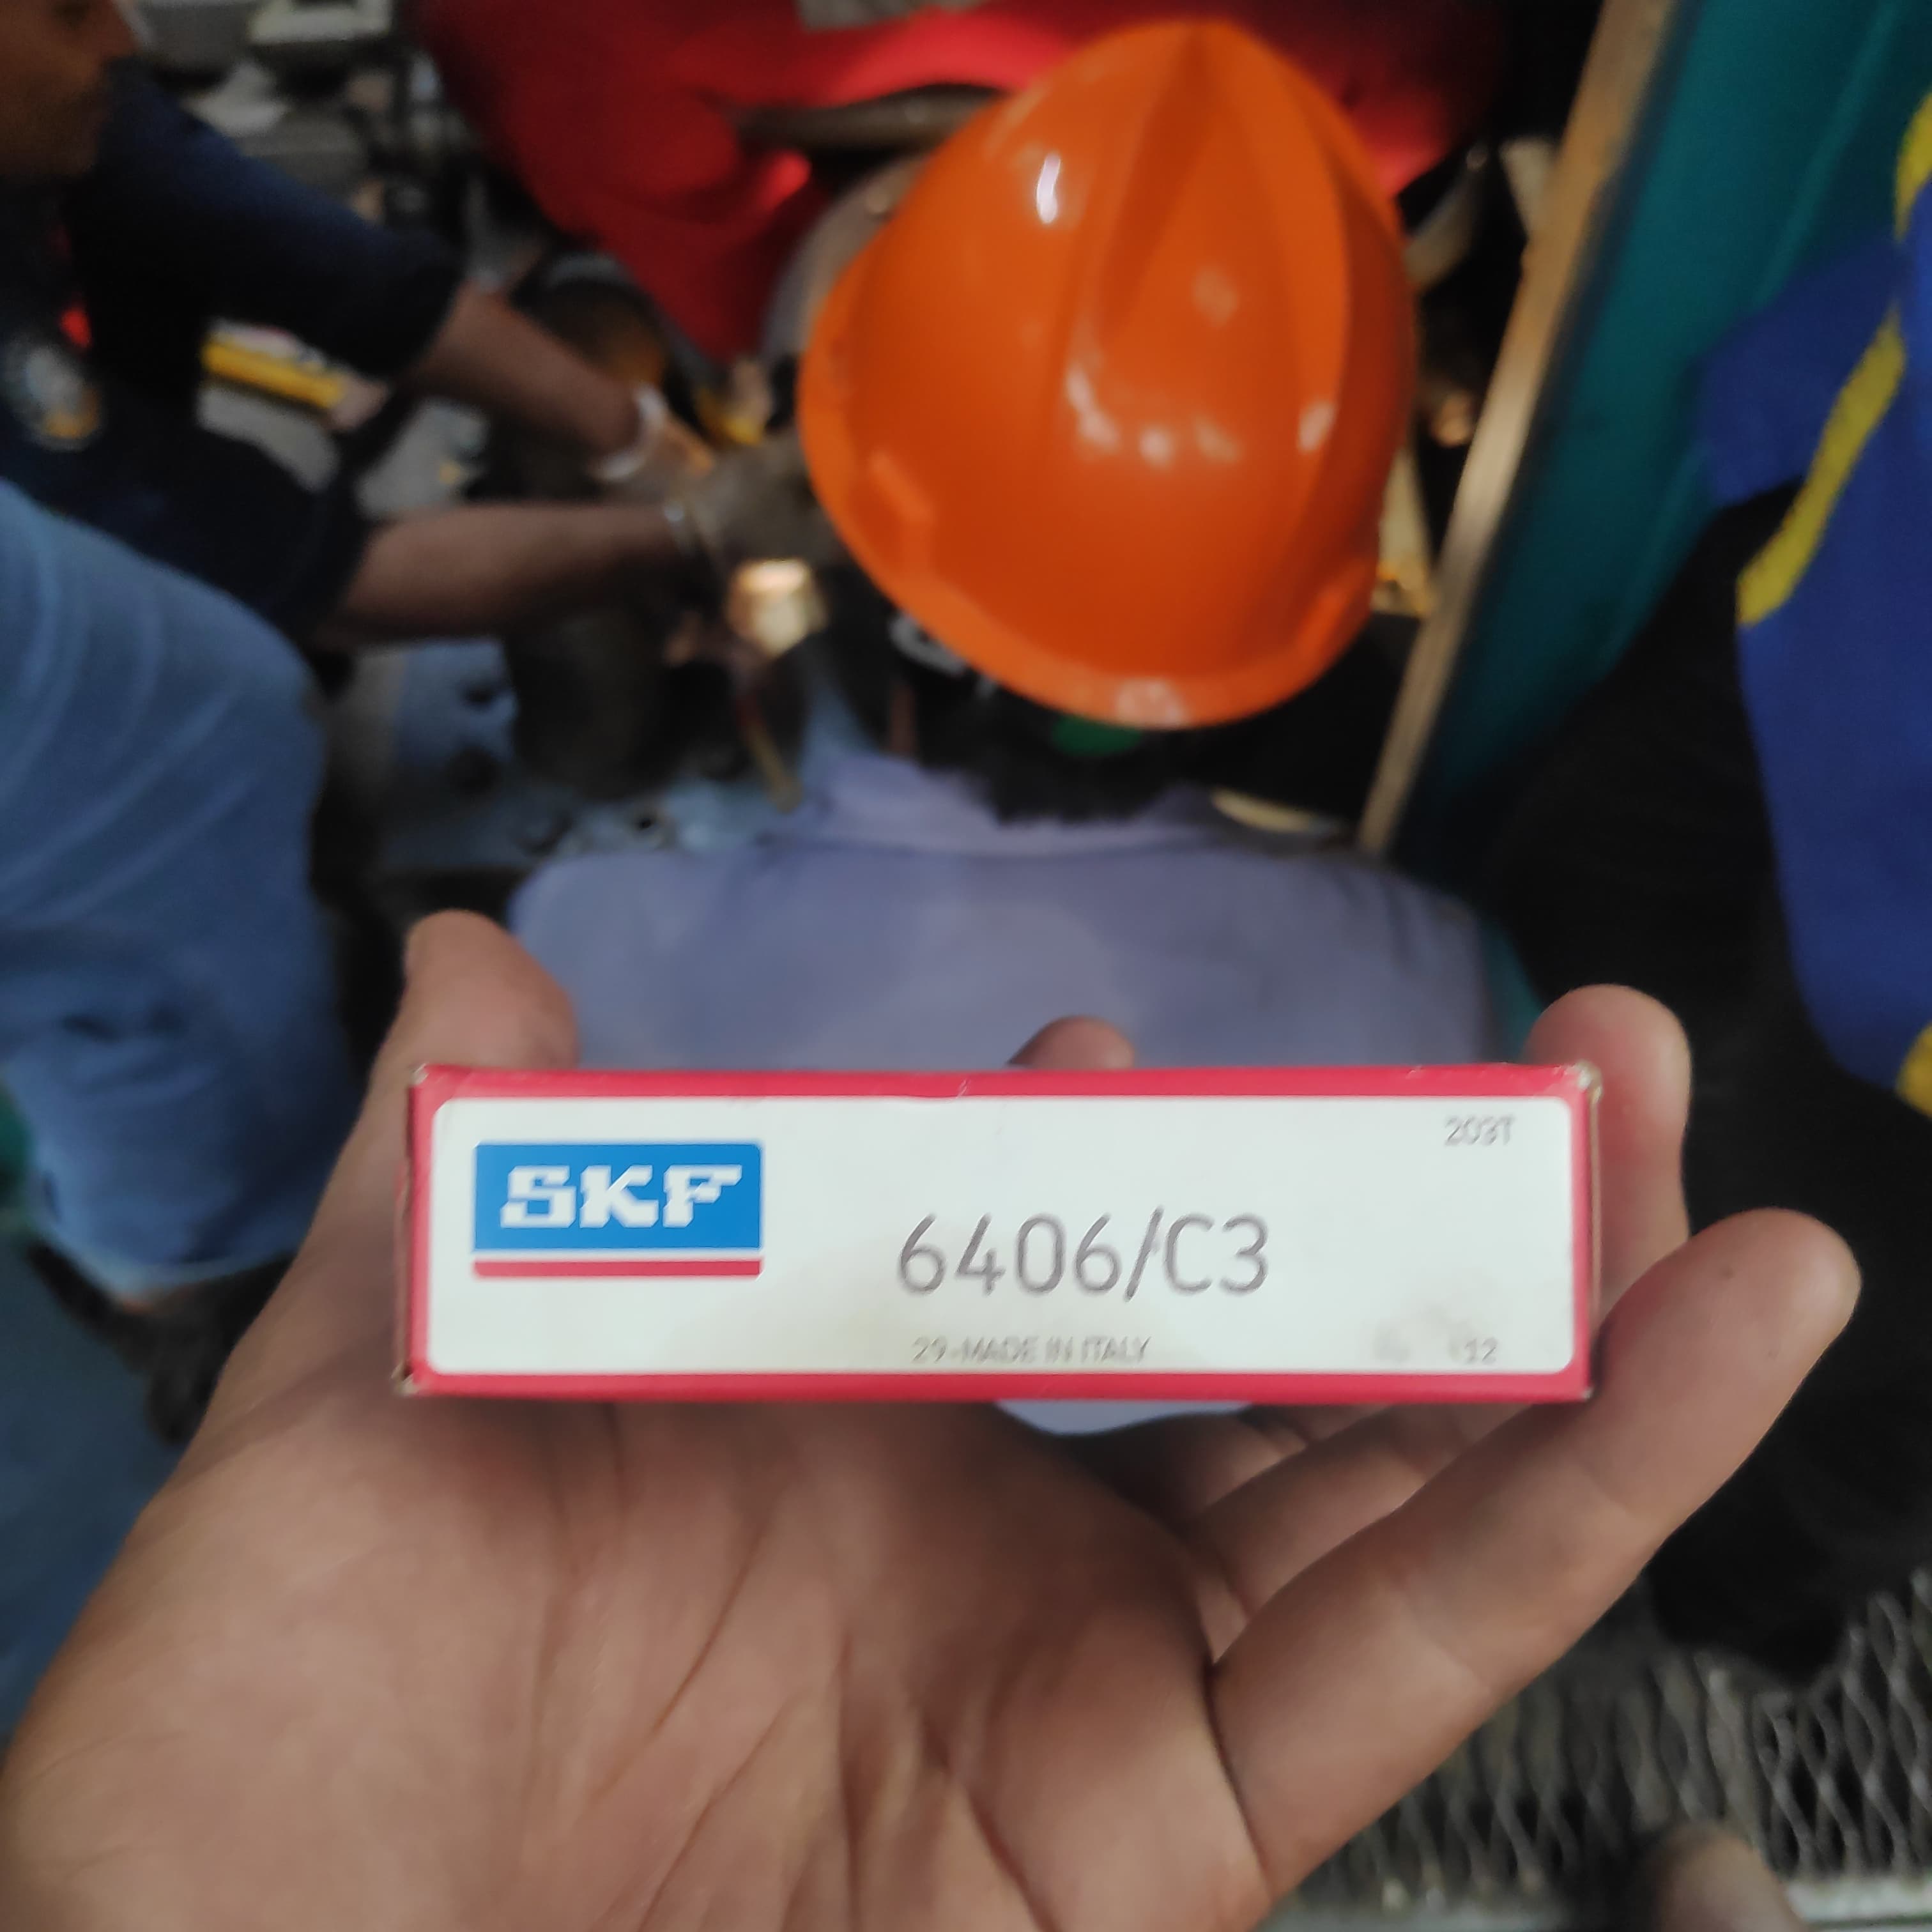 203T
SKF
6406/C3
29-MADE IN ITALY
12